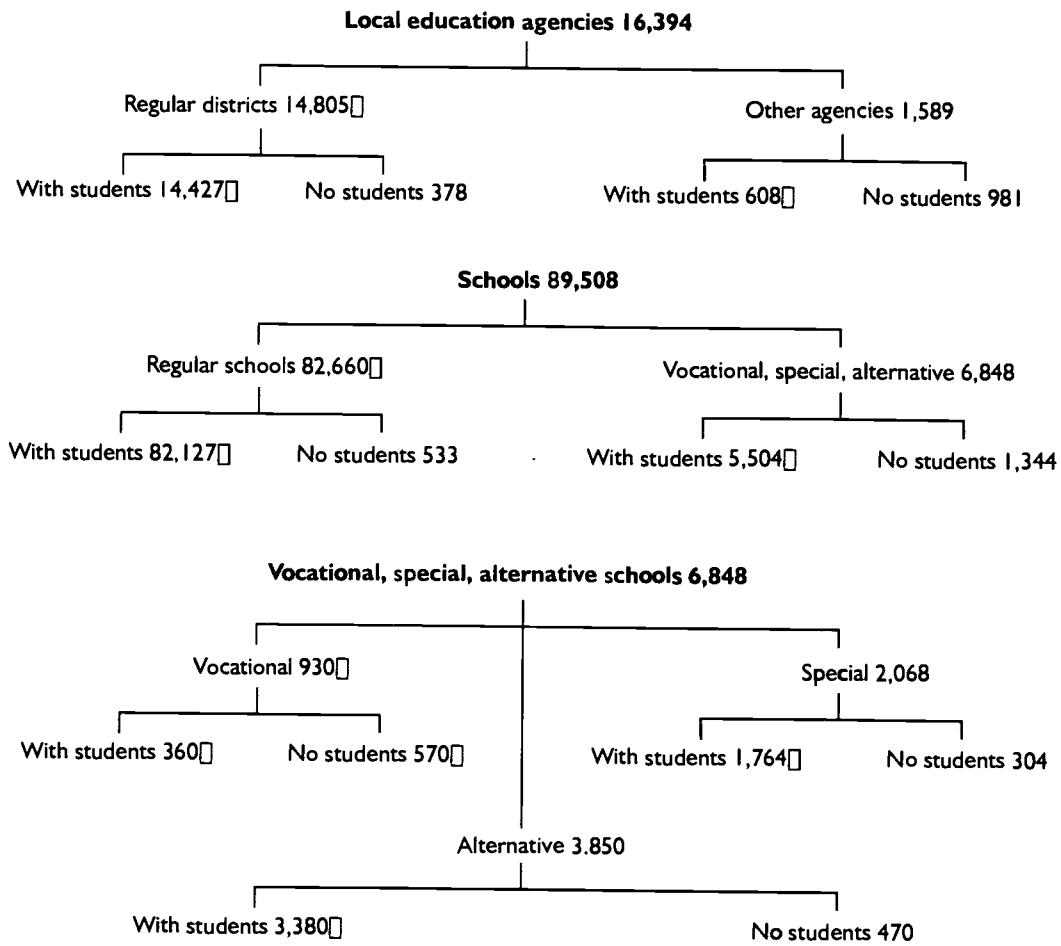 Local education agencies 16,394
Regular districts 14,805▯
Other agencies 1,589
With students 14,427▯ No students 378 With students 608▯ No students 981
Schools 89,508
Regular schools 82,660▯
Vocational, special, alternative 6,848
With students 82,127▯ No students 533 With students 5,504▯ No students 1,344
Vocational, special, alternative schools 6,848
Vocational 930▯ Special 2,068
With students 360▯ No students 570▯ With students 1,764▯ No students 304
Alternative 3.850
With students 3,380▯ No students 470